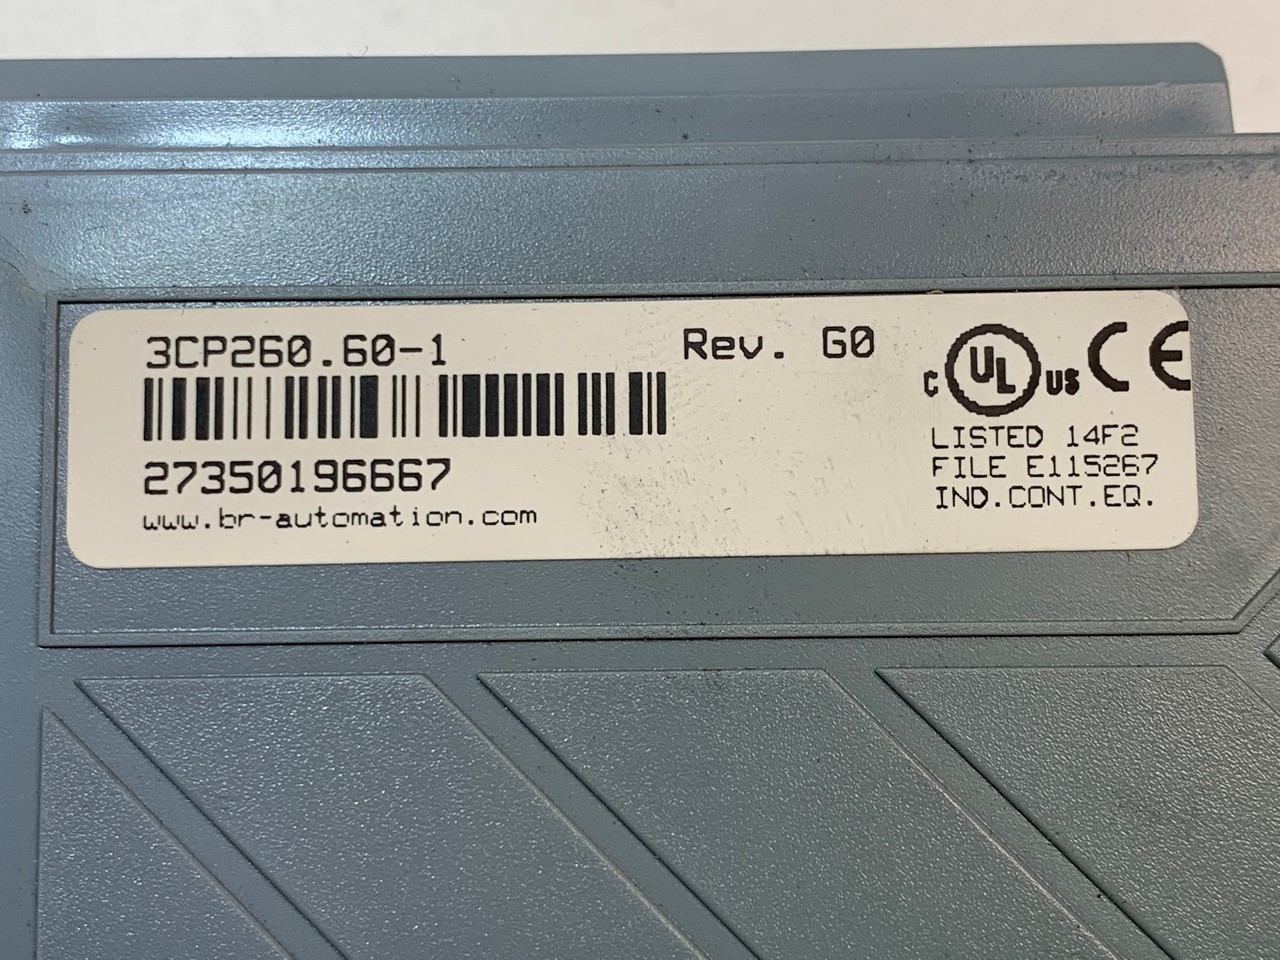 3CP260.60-1 Rev. G0
27350196667
www.br-automation.com
C UL US CE
LISTED 14F2
FILE E115267
IND.CONT.EQ.